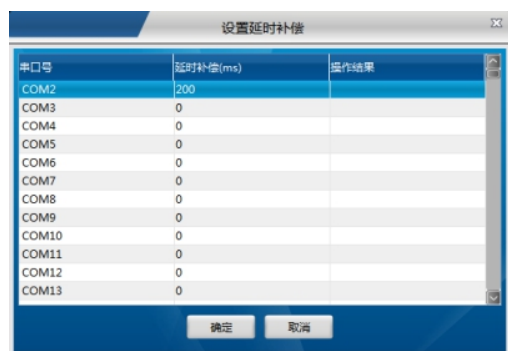 设置延时补偿
串口号 延时补偿(ms) 操作结果
COM2 200
COM3 0
COM4 0
COM5 0
COM6 0
COM7 0
COM8 0
COM9 0
COM10 0
COM11 0
COM12 0
COM13 0
确定 取消